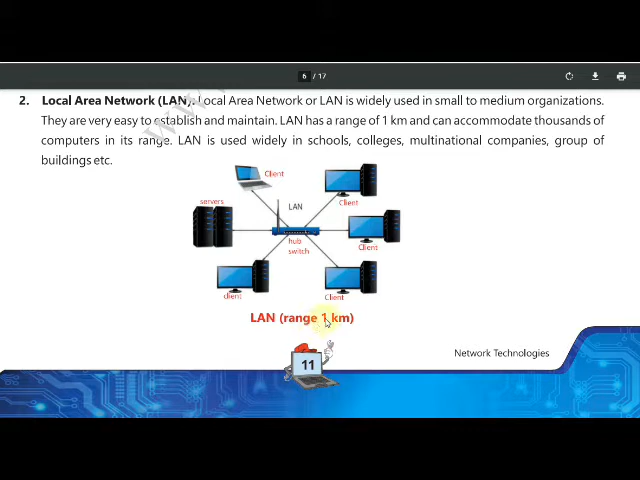 6 / 17
2. Local Area Network (LAN). Local Area Network or LAN is widely used in small to medium organizations.
They are very easy to establish and maintain. LAN has a range of 1 km and can accommodate thousands of
computers in its range. LAN is used widely in schools, colleges, multinational companies, group of
buildings etc.
Client
servers
LAN
Client
Client
hub
switch
client
Client
LAN (range 1 km)
11
Network Technologies